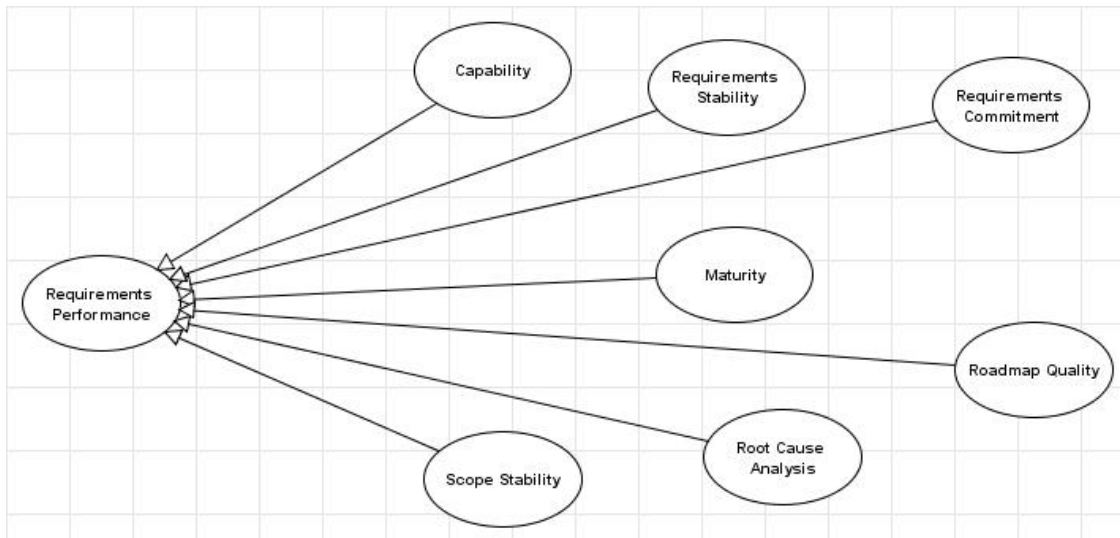 Capability
Requirements
Stability
Requirements
Commitment
Maturity
Requirements
Performance
Roadmap Quality
Root Cause
Analysis
Scope Stability